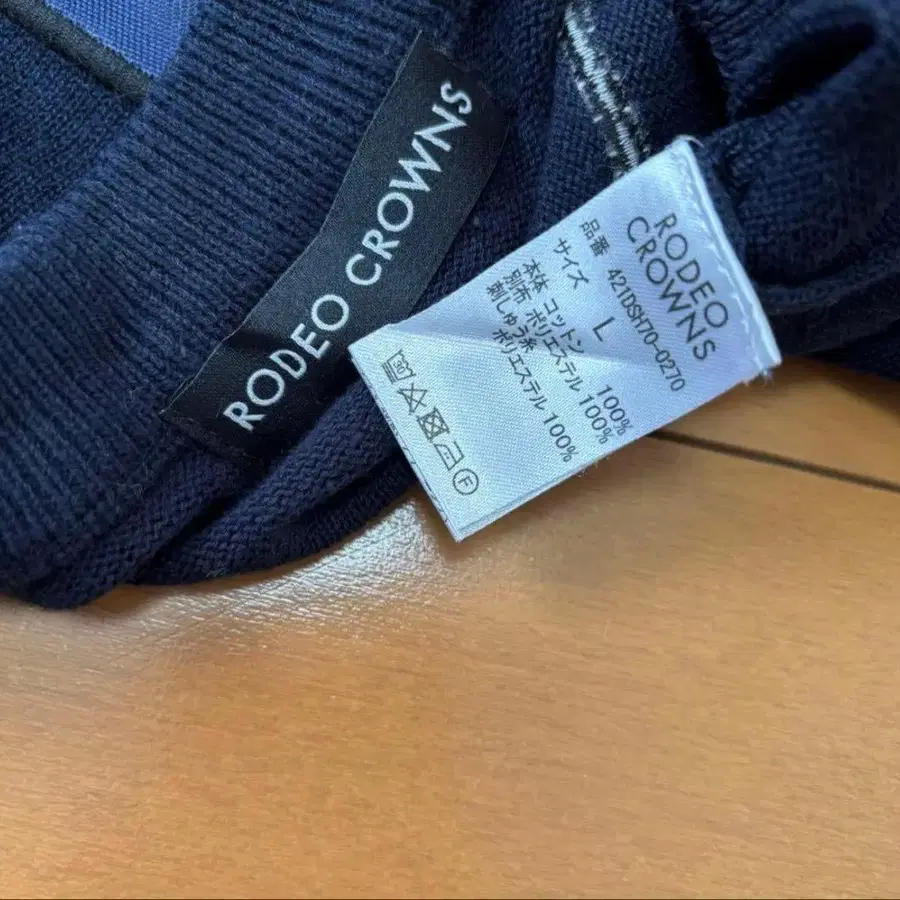 RODEO CROWNS
RODEO
CROWNS
品番 421DSH70-0270
サイズ L
本体 コットン 100%
別布 ポリエステル 100%
刺しゅう糸
ポリエステル 100%
30
F